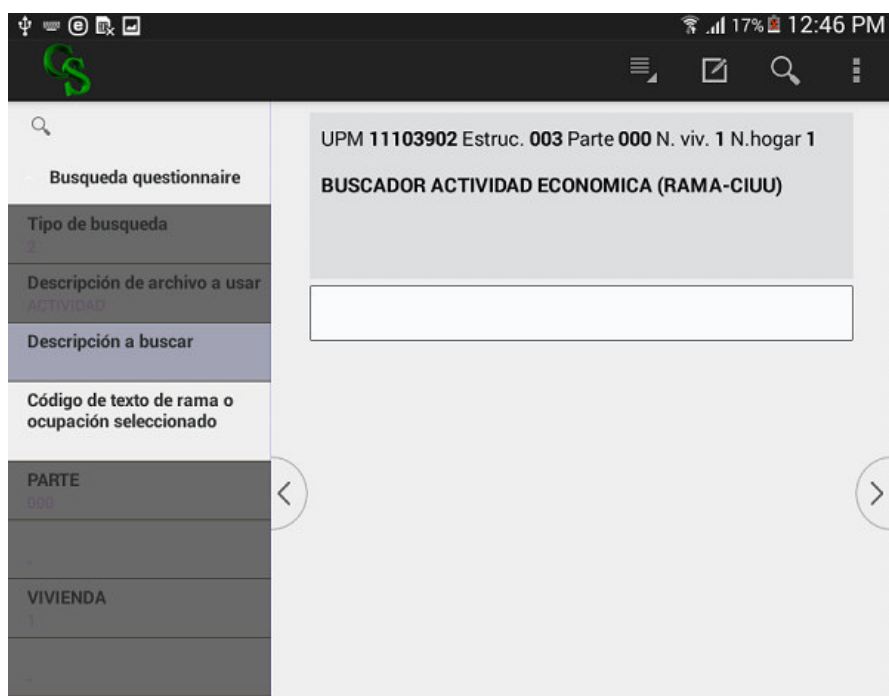 17% 12:46 PM
CS
Busqueda questionnaire
Tipo de busqueda
2
Descripción de archivo a usar
ACTIVIDAD
Descripción a buscar
Código de texto de rama o
ocupación seleccionado
PARTE
000
VIVIENDA
1
UPM 11103902 Estruc. 003 Parte 000 N. viv. 1 N.hogar 1
BUSCADOR ACTIVIDAD ECONOMICA (RAMA-CIUU)